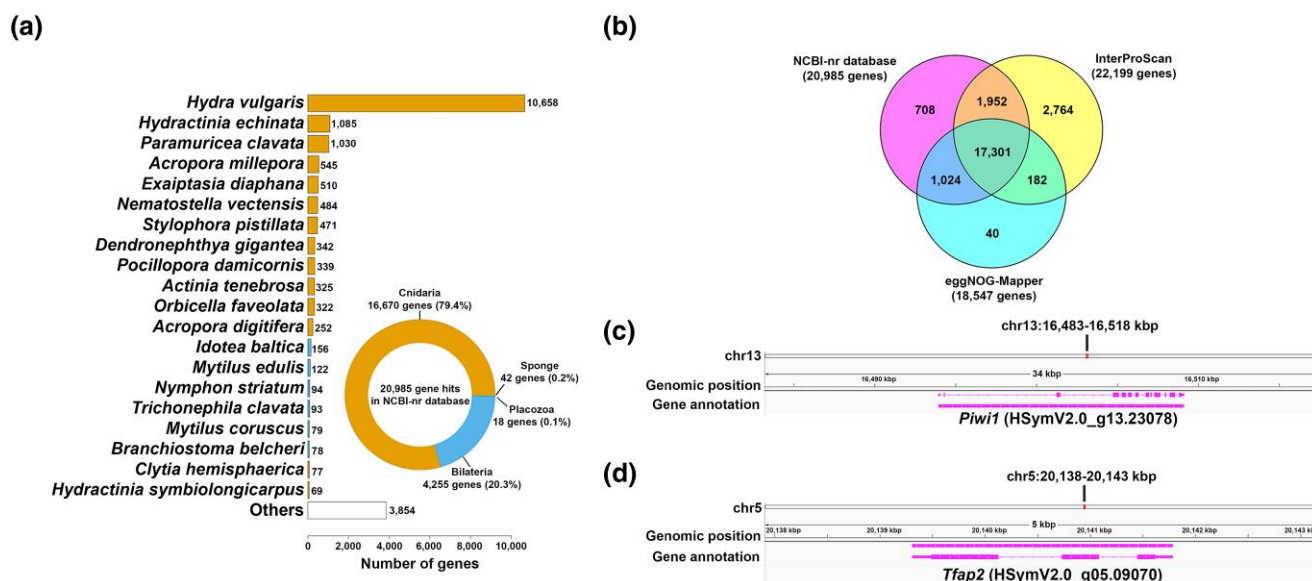 (a)
Hydra vulgaris 10,658
Hydractinia echinata 1,085
Paramuricea clavata 1,030
Acropora millepora 545
Exaiptasia diaphana 510
Nematostella vectensis 484
Stylophora pistillata 471
Dendronephthya gigantea 342
Pocillopora damicornis 339
Actinia tenebrosa 325
Orbicella faveolata 322
Acropora digitifera 252
Idotea baltica 156
Mytilus edulis 122
Nymphon striatum 94
Trichonephila clavata 93
Mytilus coruscus 79
Branchiostoma belcheri 78
Clytia hemisphaerica 77
Hydractinia symbiolongicarpus 69
Others 3,854
0 2,000 4,000 6,000 8,000 10,000
Number of genes
Cnidaria
16,670 genes (79.4%)
Sponge
42 genes (0.2%)
20,985 gene hits
in NCBI-nr database
Placozoa
18 genes (0.1%)
Bilateria
4,255 genes (20.3%)
(b)
NCBI-nr database
(20,985 genes)
InterProScan
(22,199 genes)
708
1,952
2,764
17,301
1,024
182
40
eggNOG-Mapper
(18,547 genes)
(c)
chr13:16,483-16,518 kbp
chr13
34 kbp
Genomic position
16,490 kbp 16,510 kbp
Gene annotation
Piwi1 (HSymV2.0_g13.23078)
(d)
chr5:20,138-20,143 kbp
chr5
20,138 kbp 20,139 kbp 20,140 kbp 20,141 kbp 20,142 kbp 20,143 kb
5 kbp
Genomic position
Gene annotation
Tfap2 (HSymV2.0_g05.09070)